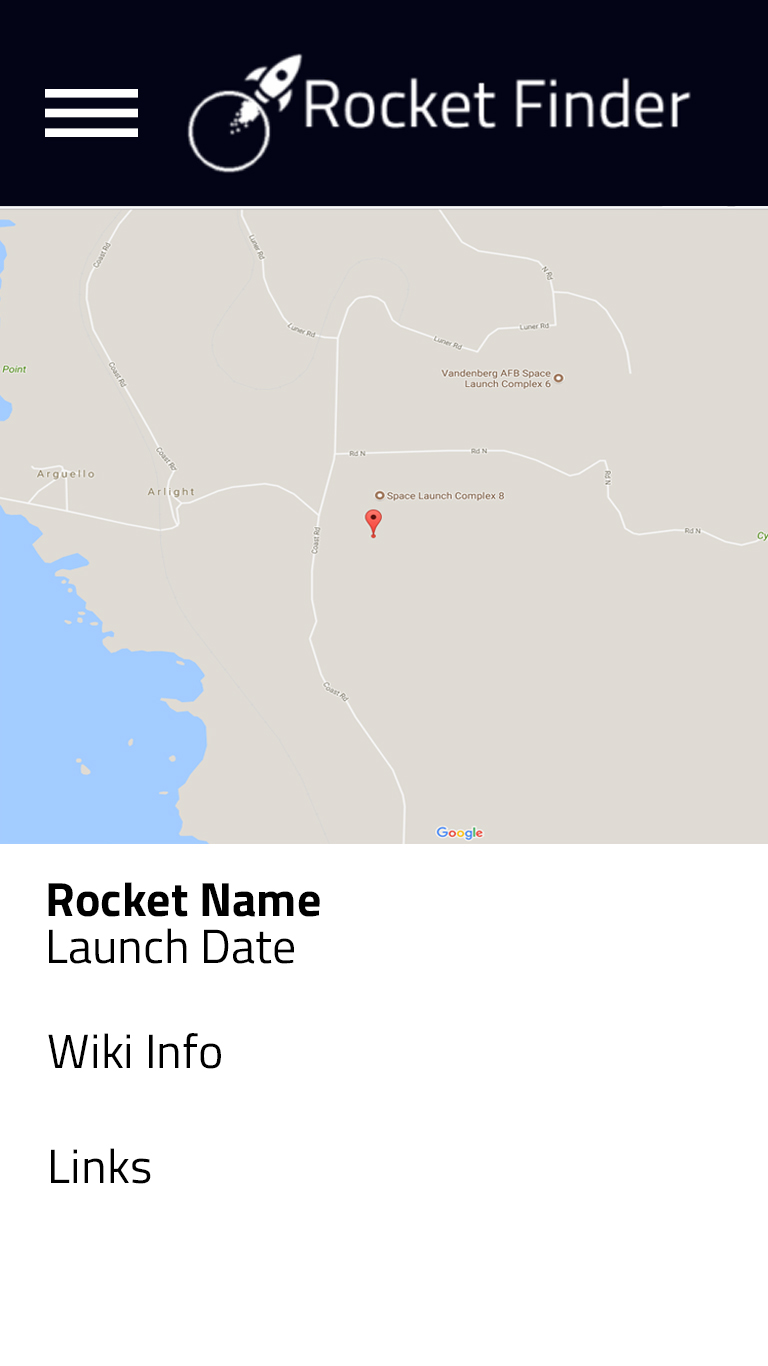 Rocket Finder
Coast Rd
Luner Rd
N Rd
Luner Rd
Luner Rd
Luner Rd
Point
Coast Rd
Vandenberg AFB Space
Launch Complex 6
Coast Rd
Rd N
Rd N
Arguello
Arlight
Rd N
Space Launch Complex 8
Coast Rd
Rd N
Cy
Coast Rd
Google
Rocket Name
Launch Date
Wiki Info
Links